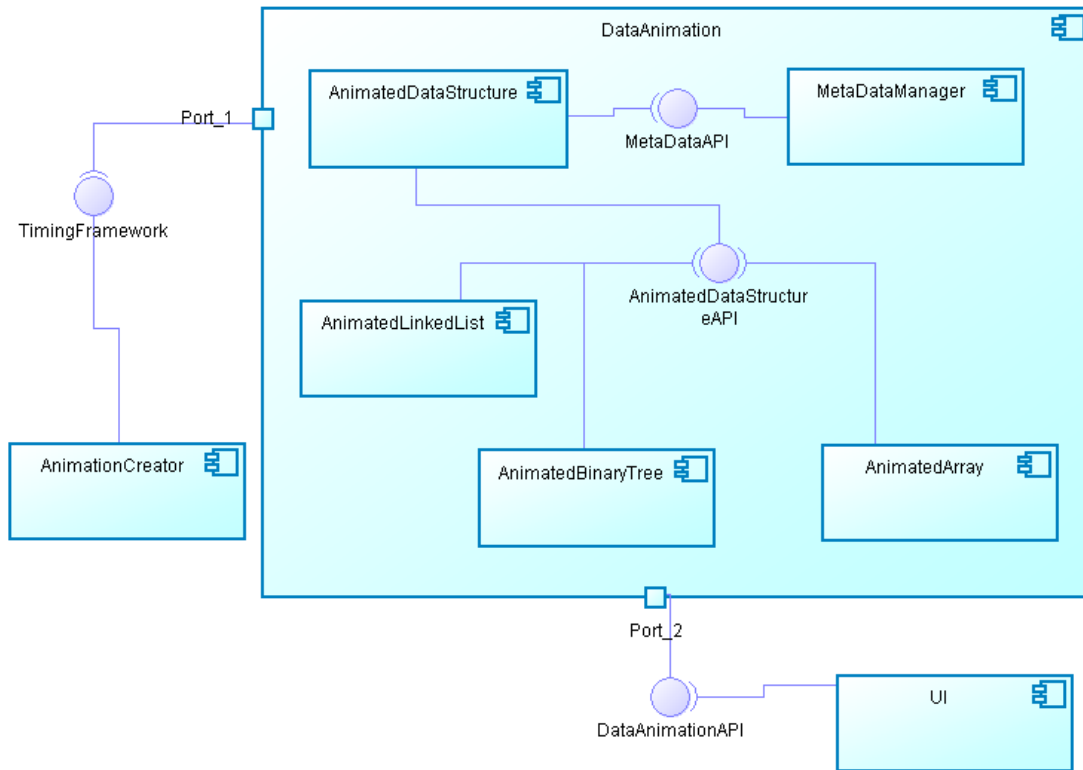 DataAnimation
AnimatedDataStructure
MetaDataManager
Port_1
MetaDataAPI
TimingFramework
AnimatedLinkedList
AnimatedDataStructur
eAPI
AnimationCreator
AnimatedBinaryTree
AnimatedArray
Port_2
UI
DataAnimationAPI